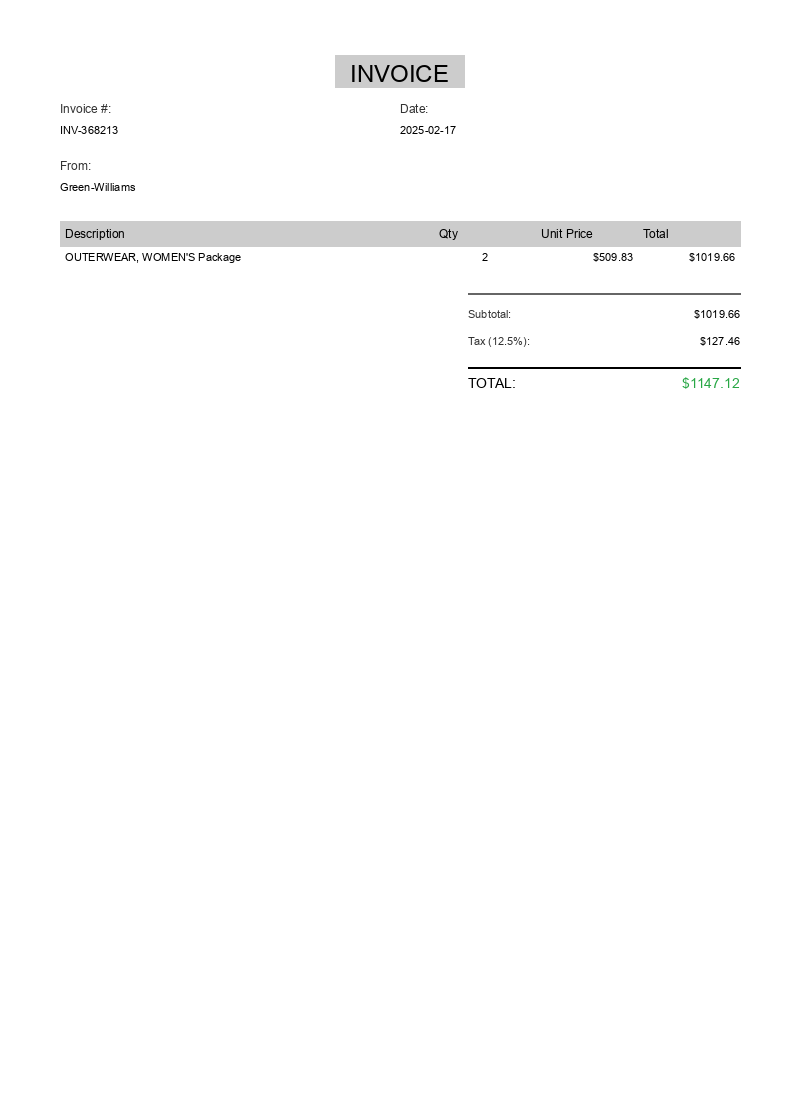 INVOICE
Invoice #: Date:
INV-368213 2025-02-17
From:
Green-Williams
Description Qty Unit Price Total
OUTERWEAR, WOMEN'S Package 2 $509.83 $1019.66
Subtotal: $1019.66
Tax (12.5%): $127.46
TOTAL: $1147.12